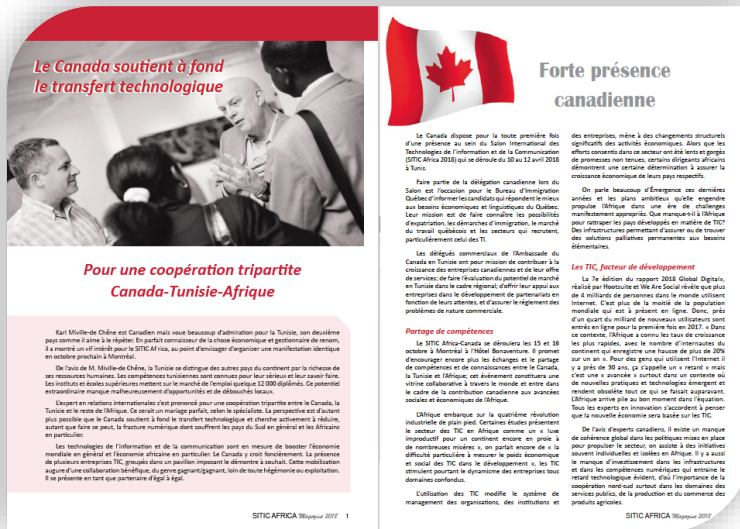 Le Canada soutient à fond
le transfert technologique
Pour une coopération tripartite
Canada-Tunisie-Afrique
Karl Miville-de Chêne est Canadien mais voue beaucoup d'admiration pour la Tunisie, son deuxième
pays comme il aime à le répéter. En parfait connaisseur de la chose économique et gestionnaire de renom,
il a montré un vif intérêt pour le SITIC Af rica, au point d'envisager d'organiser une manifestation identique
en octobre prochain à Montréal.
De l'avis de M. Miville-de Chêne, la Tunisie se distingue des autres pays du continent par la richesse de
ses ressources humaines. Les compétences tunisiennes sont connues pour leur sérieux et leur savoir faire.
Les instituts et écoles supérieures mettent sur le marché de l'emploi quelque 12 000 diplômés. Ce potentiel
extraordinaire manque malheureusement d'opportunités et de débouchés locaux.
L'expert en relations internationales s'est prononcé pour une coopération tripartite entre le Canada, la
Tunisie et le reste de l'Afrique. Ce serait un mariage parfait, selon le spécialiste. La perspective est d'autant
plus possible que le Canada soutient à fond le transfert technologique et cherche activement à réduire,
autant que faire se peut, la fracture numérique dont souffrent les pays du Sud en général et les Africains
en particulier.
Les technologies de l'information et de la communication sont en mesure de booster l'économie
mondiale en général et l'économie africaine en particulier. Le Canada y croit foncièrement. La présence
de plusieurs entreprises TIC, groupés dans un pavillon imposant le démontre à souhait. Cette mobilisation
augure d'une collaboration bénéfique, du genre gagnant/gagnant, loin de toute hégémonie ou exploitation.
Il se présente en tant que partenaire d'égal à égal.
SITIC AFRICA Magazine 2018 1
Forte présence
canadienne
Le Canada dispose pour la toute première fois
d'une présence au sein du Salon International des
Technologies de l'information et de la Communication
(SITIC Africa 2018) qui se déroule du 10 au 12 avril 2018
à Tunis.
Faire partie de la délégation canadienne lors du
Salon est l'occasion pour le Bureau d'Immigration
Québec d'informer les candidats qui répondent le mieux
aux besoins économiques et linguistiques du Québec.
Leur mission est de faire connaître les possibilités
d'expatriation, les démarches d'immigration, le marché
du travail québécois et les secteurs qui recrutent,
particulièrement celui des TI.
Les délégués commerciaux de l'Ambassade du
Canada en Tunisie ont pour mission de contribuer à la
croissance des entreprises canadiennes et de leur offre
de services; de faire l'évaluation du potentiel de marché
en Tunisie dans le cadre régional; d'offrir leur appui aux
entreprises dans le développement de partenariats en
fonction de leurs attentes, et d'assurer le règlement des
problèmes de nature commerciale.
Partage de compétences
Le SITIC Africa-Canada se déroulera les 15 et 16
octobre à Montréal à l'Hôtel Bonaventure. Il promet
d'encourager encore plus les échanges et le partage
de compétences et de connaissances entre le Canada,
la Tunisie et l'Afrique; cet évènement constituera une
vitrine collaborative à travers le monde et entre dans
le cadre de la contribution canadienne aux avancées
sociales et économiques de l'Afrique.
L'Afrique embarque sur la quatrième révolution
industrielle de plain pied. Certaines études présentent
le secteur des TIC en Afrique comme un « luxe
improductif pour un continent encore en proie à
de nombreuses misères », on parlait encore de « la
difficulté particulière à mesurer le poids économique
et social des TIC dans le développement », les TIC
stimulent pourtant le dynamisme des entreprises tous
domaines confondus.
L'utilisation des TIC modifie le système de
management des organisations, des institutions et
des entreprises, mène à des changements structurels
significatifs des activités économiques. Alors que les
efforts consentis dans ce secteur ont été lents et gorgés
de promesses non tenues, certains dirigeants africains
démontrent une certaine détermination à assurer la
croissance économique de leurs pays respectifs.
On parle beaucoup d'Émergence ces dernières
années et les plans ambitieux qu'elle engendre
propulse l'Afrique dans une ère de challenges
manifestement appropriés. Que manque-t-il à l'Afrique
pour rattraper les pays développés en matière de TIC?
Des infrastructures permettant d'assurer ou de trouver
des solutions palliatives permanentes aux besoins
élémentaires.
Les TIC, facteur de développement
La 7e édition du rapport 2018 Global Digital»,
réalisé par Hootsuite et We Are Social révèle que plus
de 4 milliards de personnes dans le monde utilisent
Internet. C'est plus de la moitié de la population
mondiale qui est à présent en ligne. Donc, près
d'un quart du milliard de nouveaux utilisateurs sont
entrés en ligne pour la première fois en 2017. « Dans
ce contexte, l'Afrique a connu les taux de croissance
les plus rapides, avec le nombre d'internautes du
continent qui enregistre une hausse de plus de 20%
sur un an ». Pour des gens qui utilisent l'Internet il
y a près de 30 ans, ça s'appelle un « retard » mais
c'est une « avancée » surtout dans un contexte où
de nouvelles pratiques et technologies émergent et
rendent obsolète tout ce qui se faisait auparavant.
L'Afrique arrive pile au bon moment dans l'équation.
Tous les experts en innovation s'accordent à penser
que la nouvelle économie sera basée sur les TIC.
De l'avis d'experts canadiens, il existe un manque
de cohérence global dans les politiques mises en place
pour propulser le secteur, on assiste à des initiatives
souvent individuelles et isolées en Afrique. Il y a aussi
le manque d'investissement dans les infrastructures
et dans les compétences numériques qui entraine le
retard technologique évident, d'où l'importance de la
coopération nord-sud surtout dans les domaines des
services publics, de la production et du commerce des
produits agricoles.
SITIC AFRICA Magazine 2018